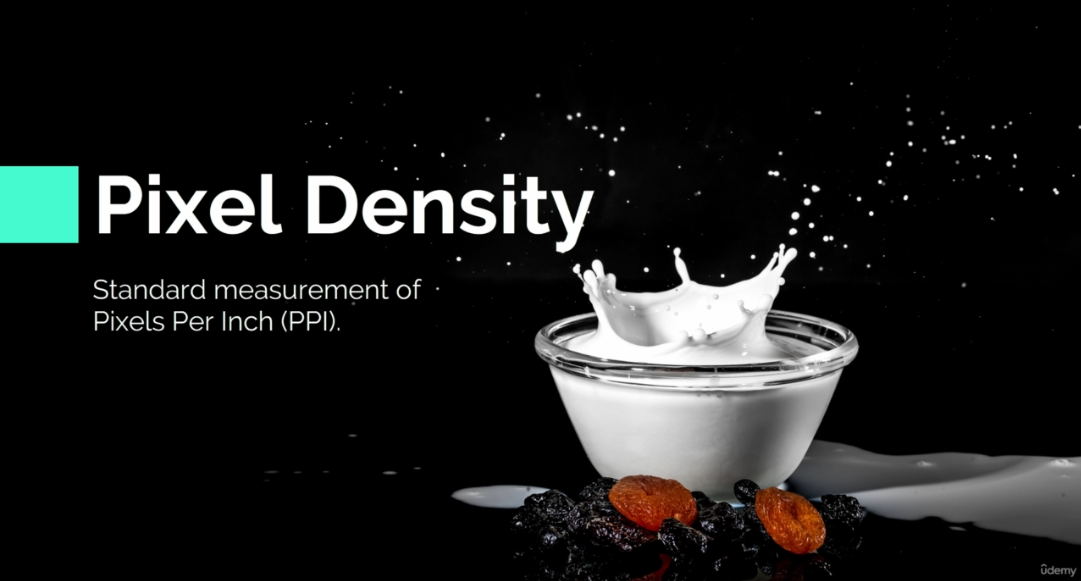 Pixel Density
Standard measurement of
Pixels Per Inch (PPI).
ûdemy